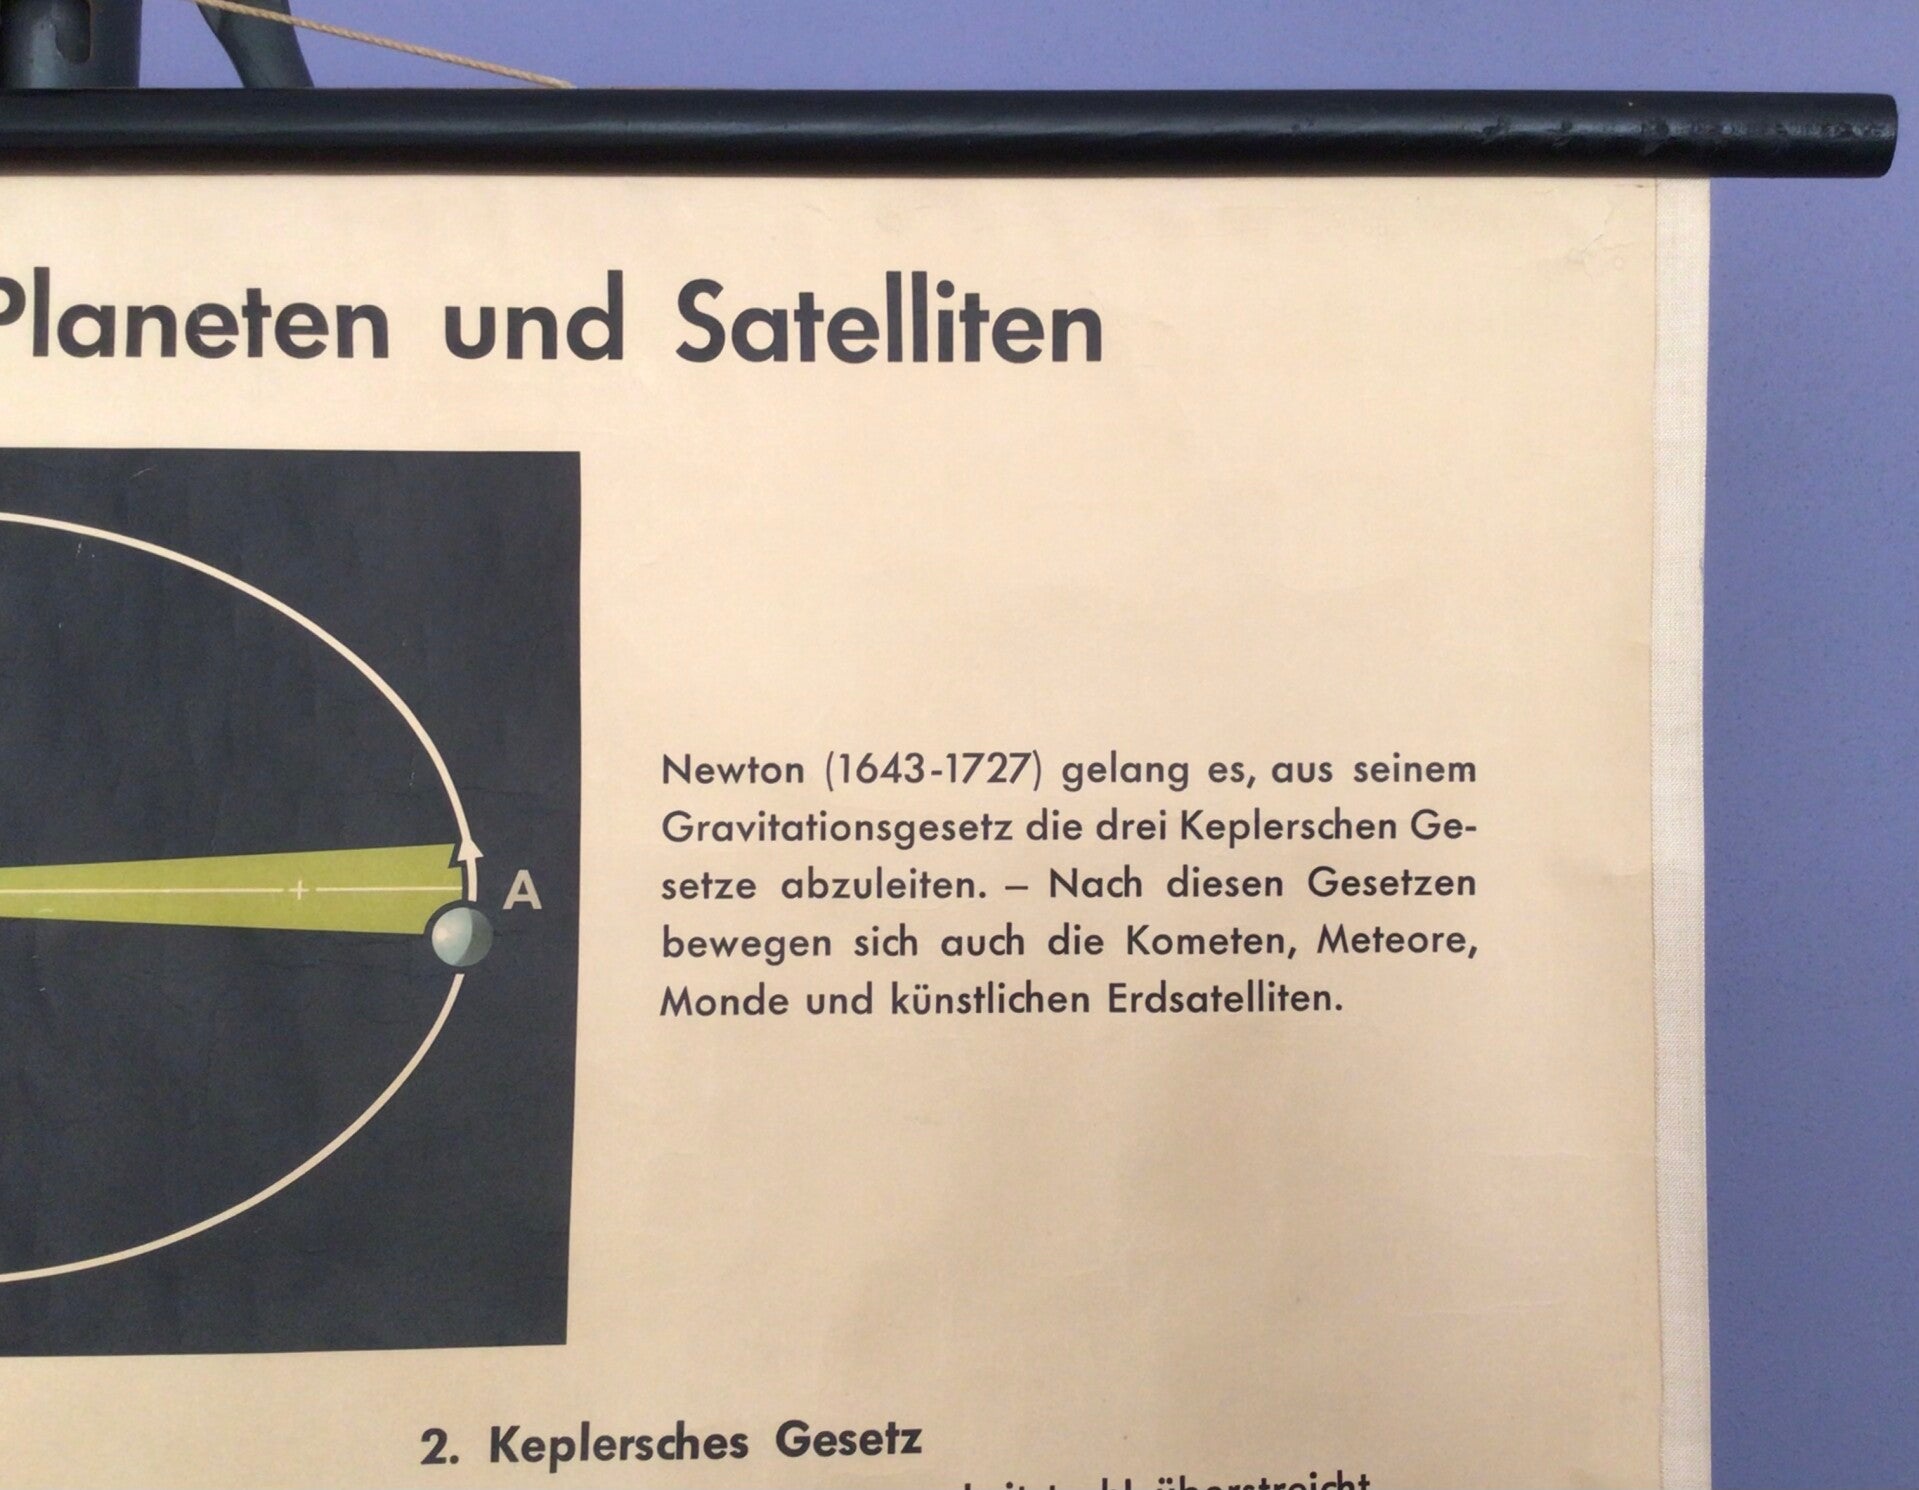 Planeten und Satelliten
A
Newton (1643-1727) gelang es, aus seinem
Gravitationsgesetz die drei Keplerschen Ge-
setze abzuleiten. – Nach diesen Gesetzen
bewegen sich auch die Kometen, Meteore,
Monde und künstlichen Erdsatelliten.
2. Keplersches Gesetz
überstreicht